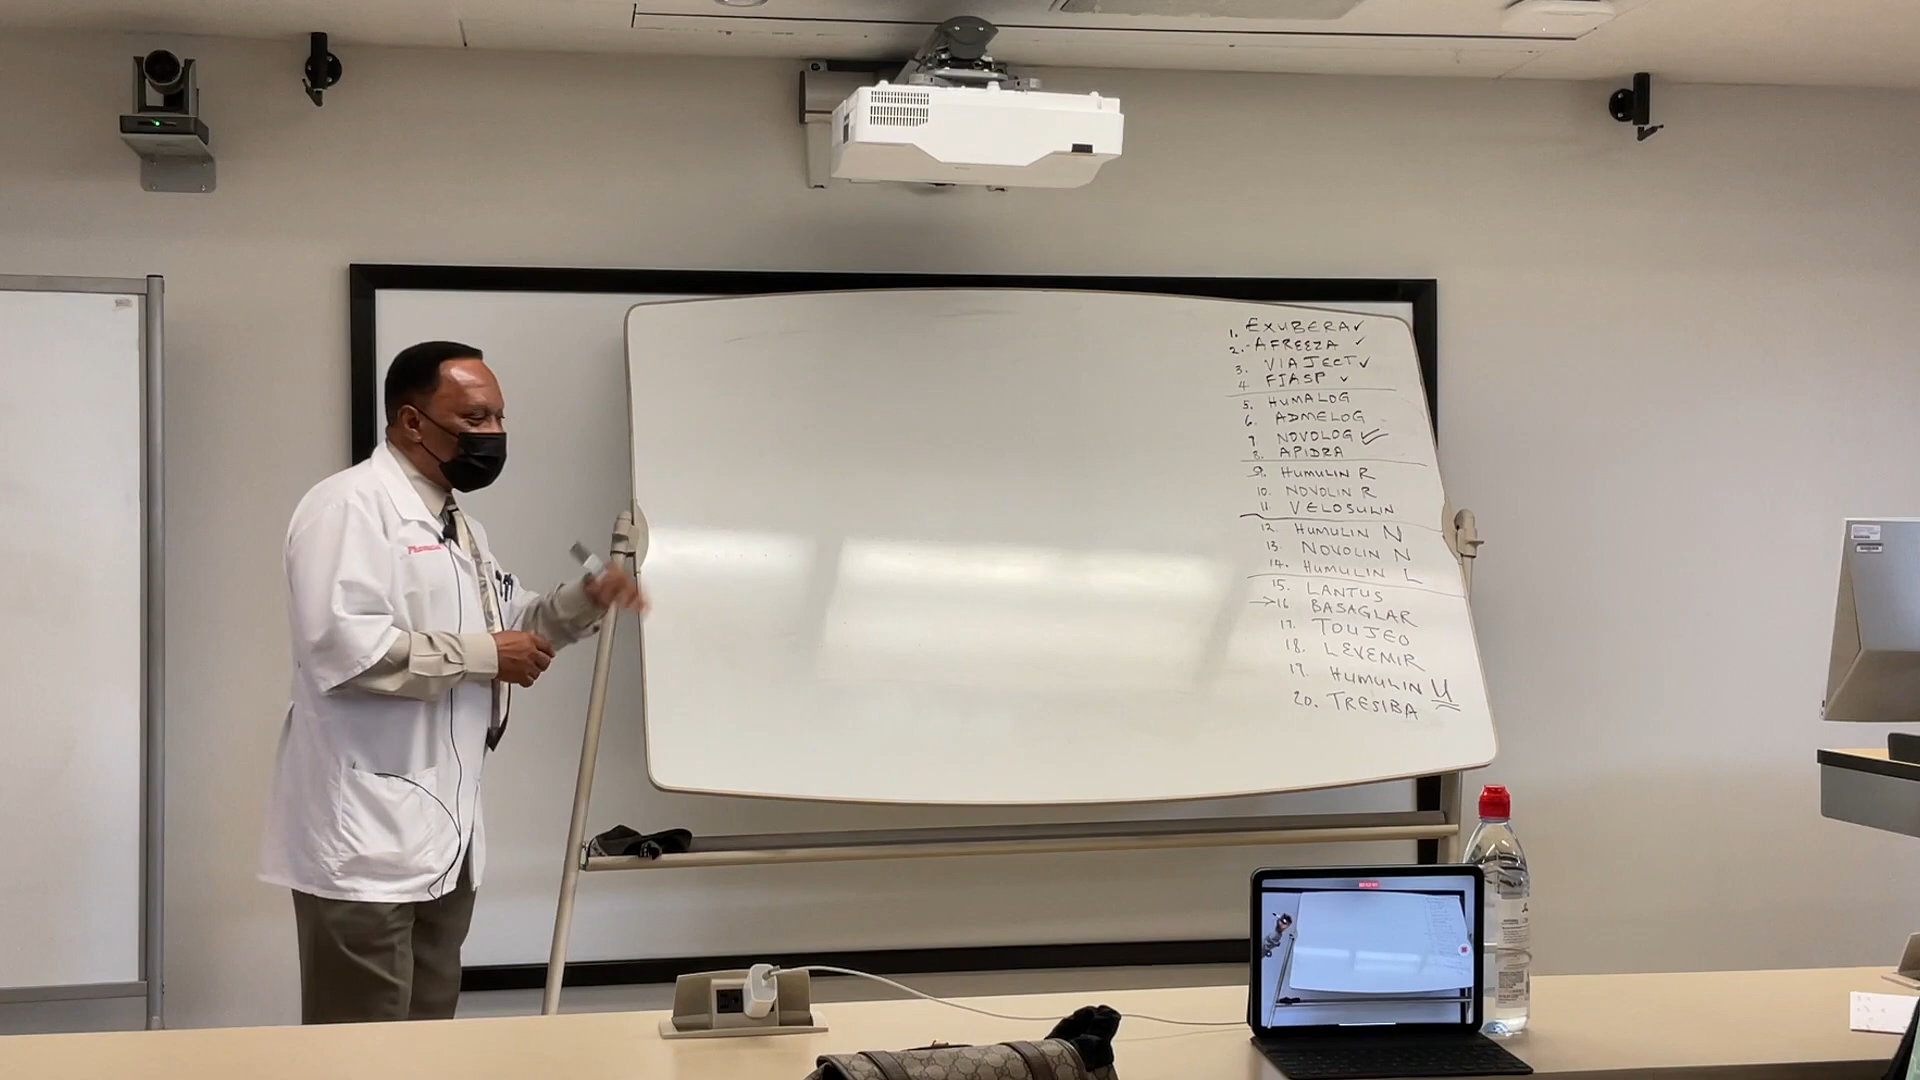 1. EXUBERA ✓
2. AFREEZA ✓
3. VIAJECT ✓
4 FIASP ✓
5. HUMALOG
6. ADMELOG
7 NOVOLOG ✓
8. APIDRA
9. HUMULIN R
10. NOVOLIN R
11. VELOSULIN
12. HUMULIN N
13. NOVOLIN N
14. HUMULIN L
15. LANTUS
→16 BASAGLAR
17. TOUJEO
18. LEVEMIR
19. HUMULIN U
20. TRESIBA